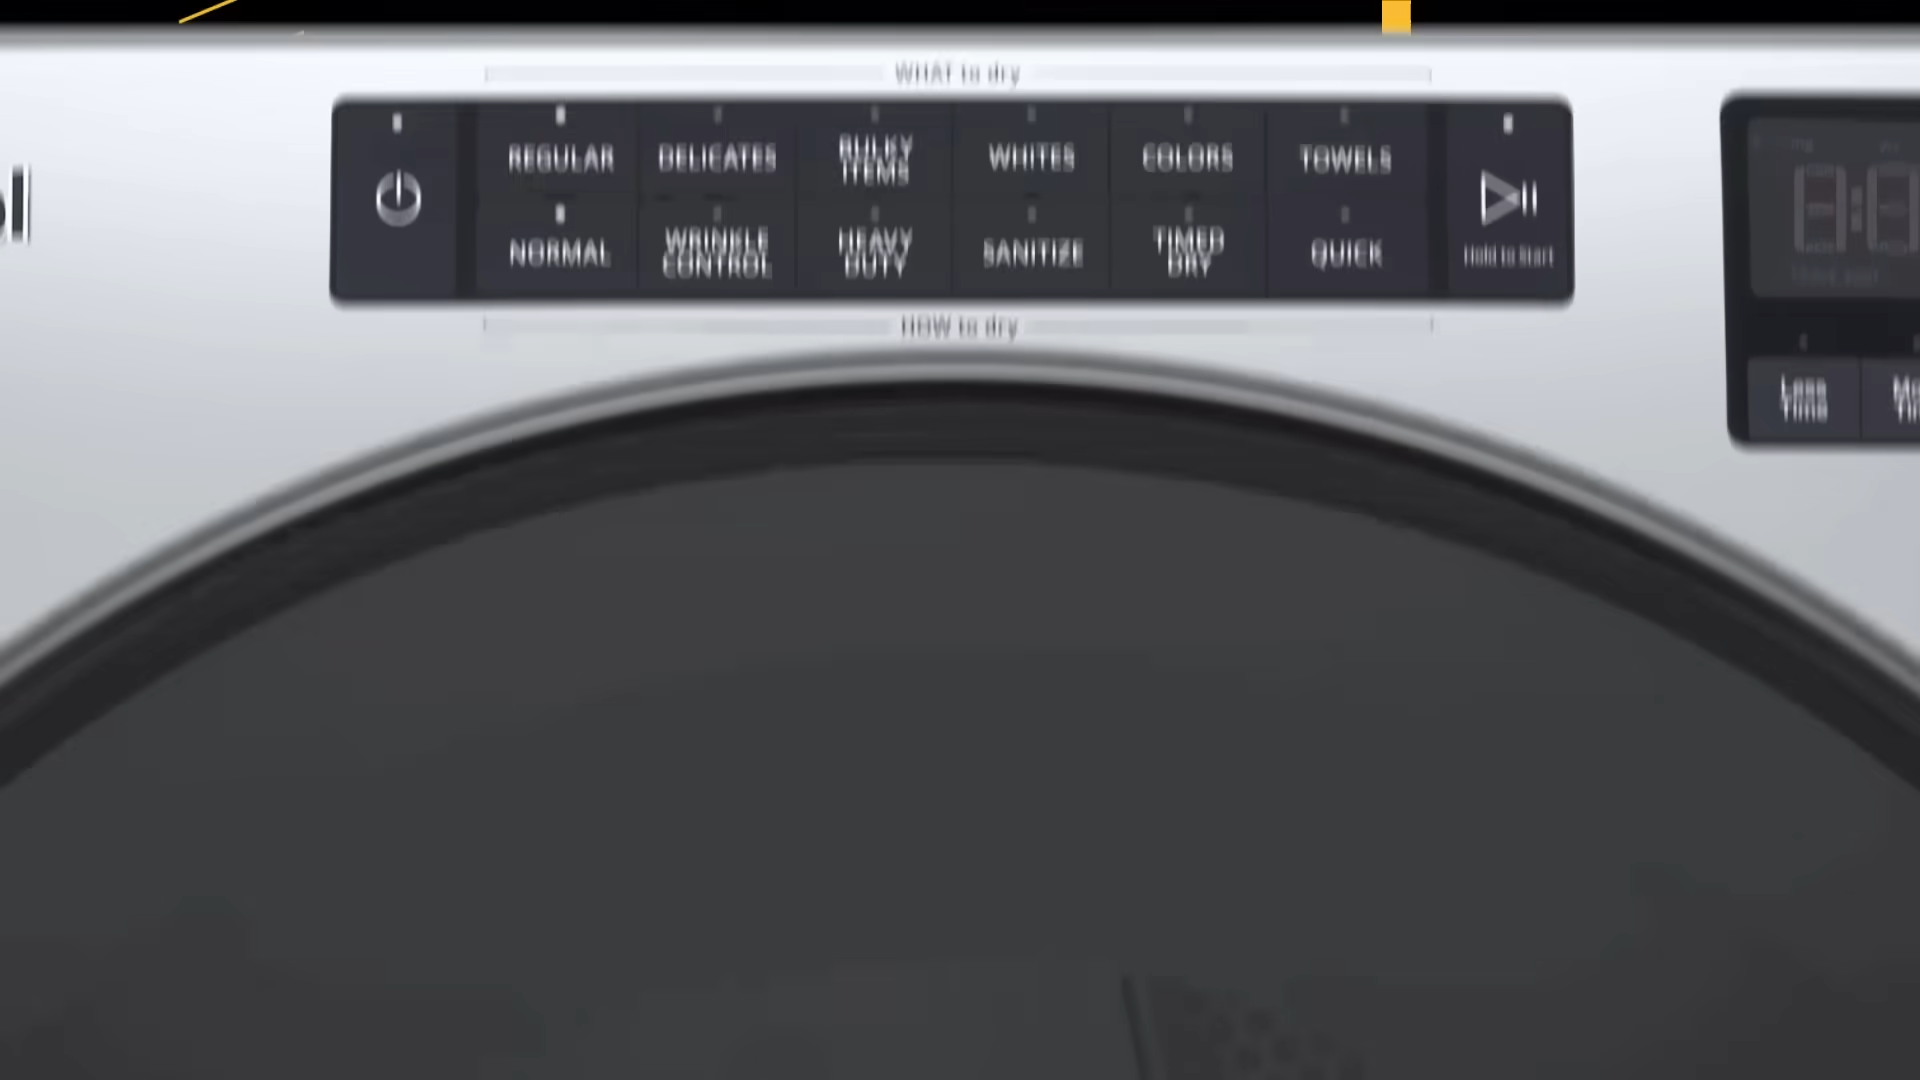 WHAT to dry
REGULAR
DELICATES
BULKY
ITEMS
WHITES
COLORS
TOWELS
NORMAL
WRINKLE
CONTROL
HEAVY
DUTY
SANITIZE
TIMED
DRY
QUICK
Hold to Start
HOW to dry
Less
Time